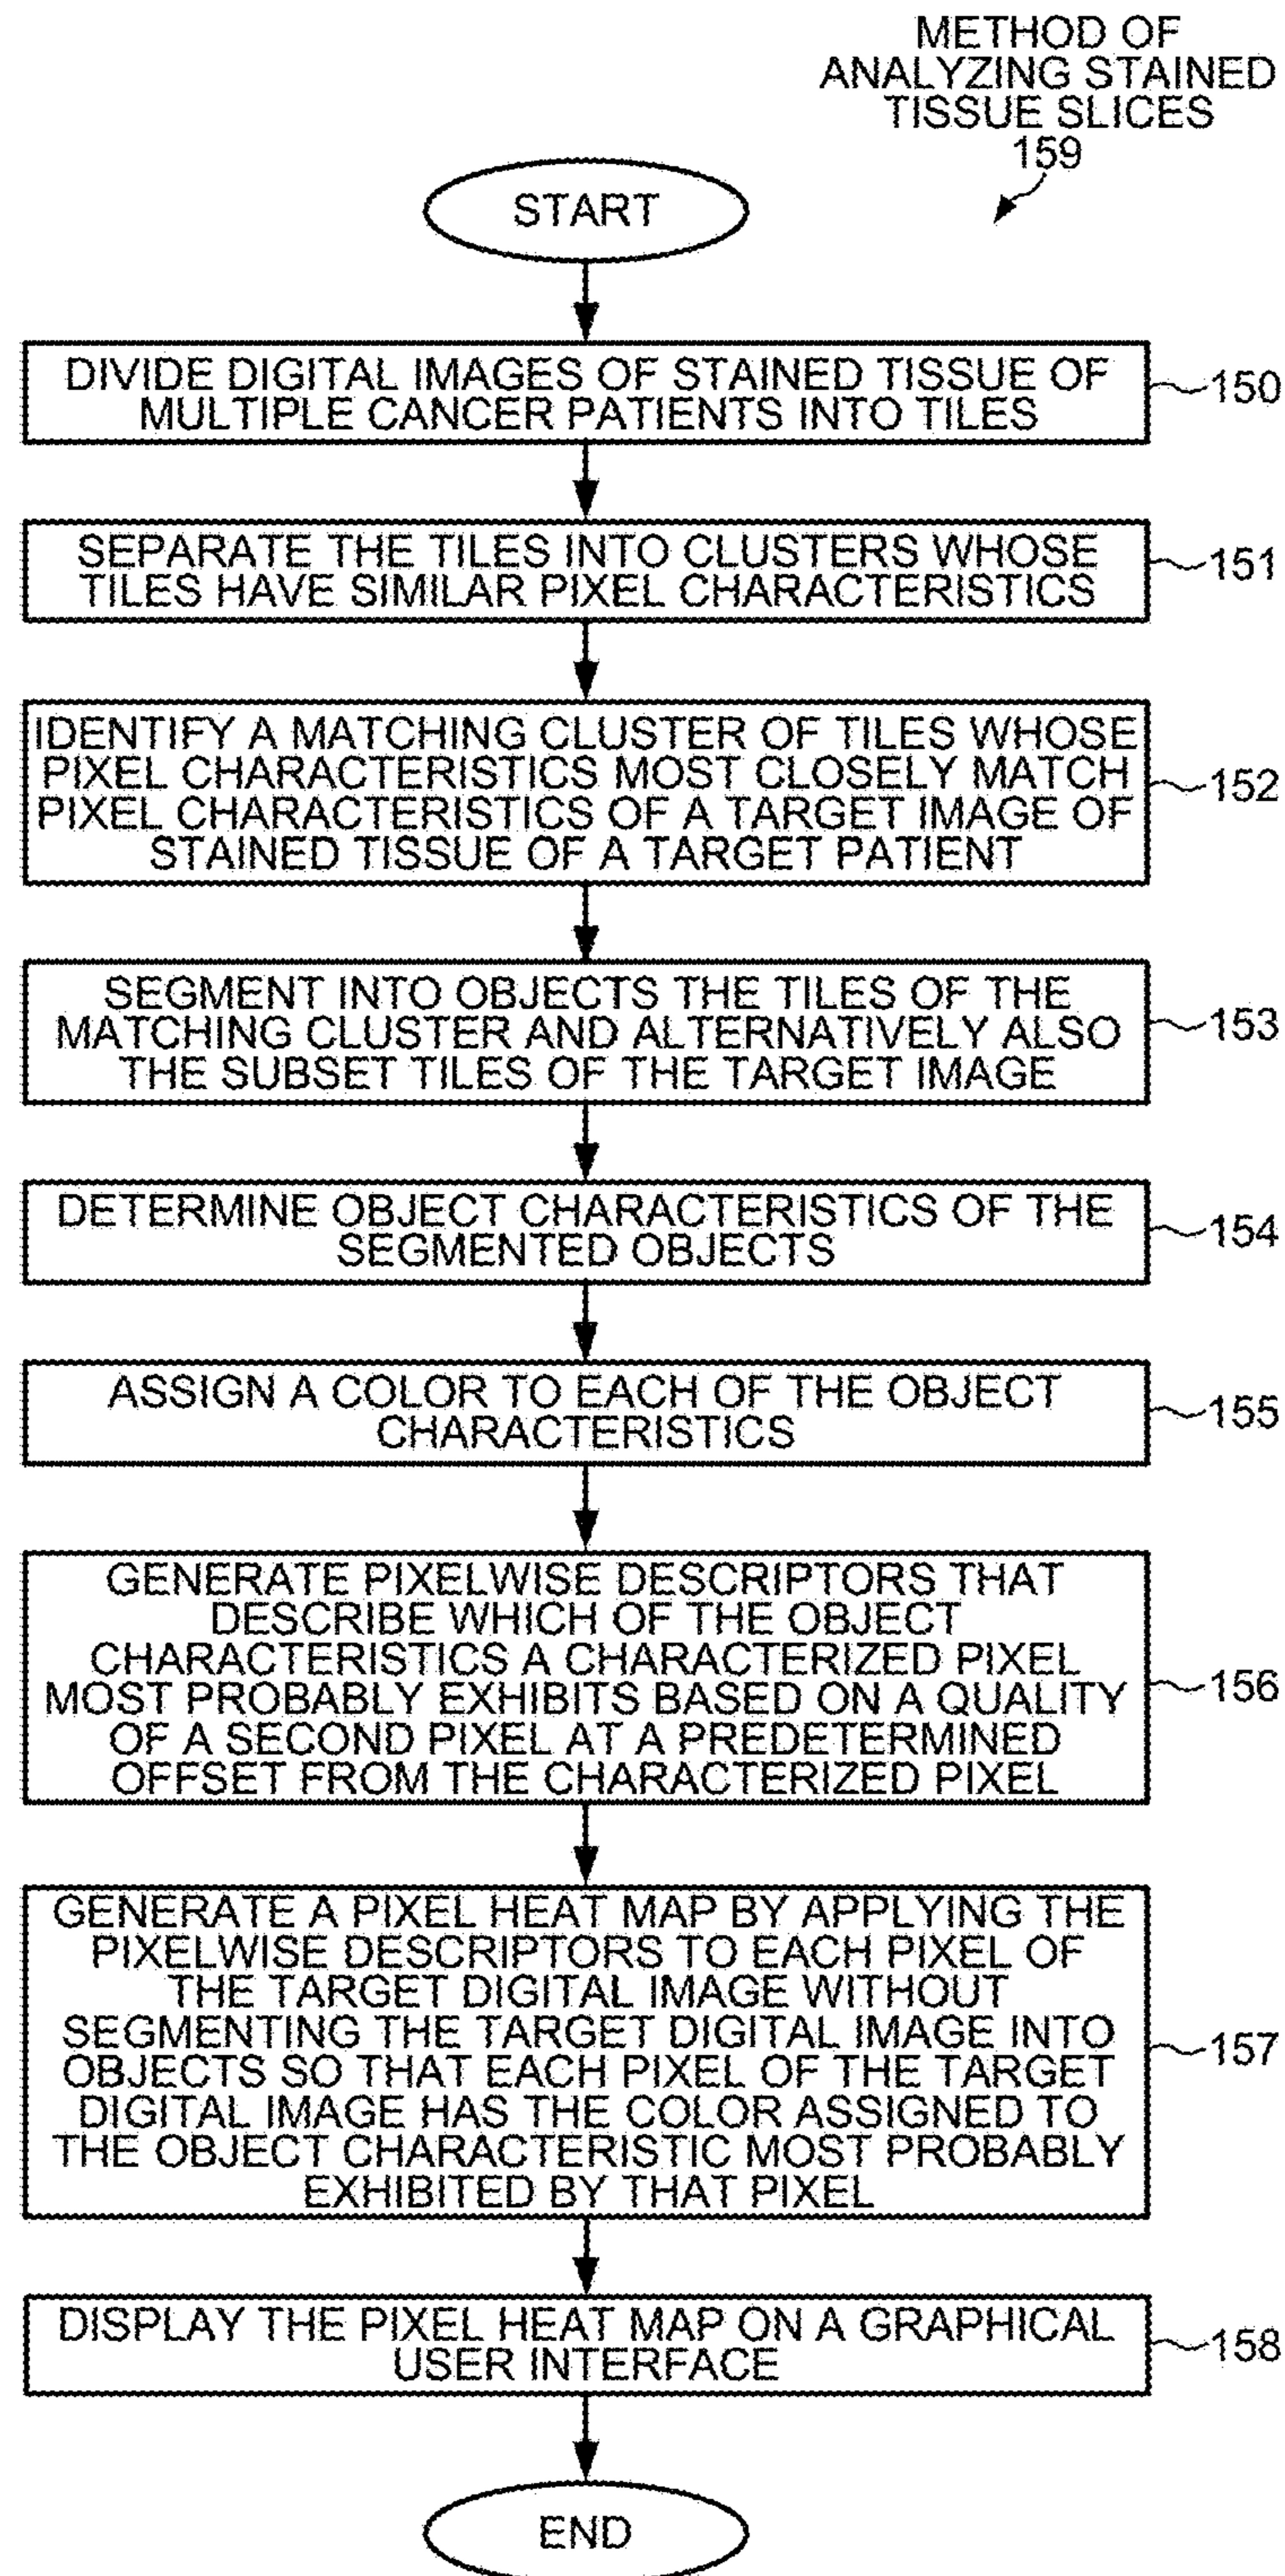 METHOD OF
ANALYZING STAINED
TISSUE SLICES
159
START
DIVIDE DIGITAL IMAGES OF STAINED TISSUE OF
MULTIPLE CANCER PATIENTS INTO TILES
150
SEPARATE THE TILES INTO CLUSTERS WHOSE
TILES HAVE SIMILAR PIXEL CHARACTERISTICS
151
IDENTIFY A MATCHING CLUSTER OF TILES WHOSE
PIXEL CHARACTERISTICS MOST CLOSELY MATCH
PIXEL CHARACTERISTICS OF A TARGET IMAGE OF
STAINED TISSUE OF A TARGET PATIENT
152
SEGMENT INTO OBJECTS THE TILES OF THE
MATCHING CLUSTER AND ALTERNATIVELY ALSO
THE SUBSET TILES OF THE TARGET IMAGE
153
DETERMINE OBJECT CHARACTERISTICS OF THE
SEGMENTED OBJECTS
154
ASSIGN A COLOR TO EACH OF THE OBJECT
CHARACTERISTICS
155
GENERATE PIXELWISE DESCRIPTORS THAT
DESCRIBE WHICH OF THE OBJECT
CHARACTERISTICS A CHARACTERIZED PIXEL
MOST PROBABLY EXHIBITS BASED ON A QUALITY
OF A SECOND PIXEL AT A PREDETERMINED
OFFSET FROM THE CHARACTERIZED PIXEL
156
GENERATE A PIXEL HEAT MAP BY APPLYING THE
PIXELWISE DESCRIPTORS TO EACH PIXEL OF
THE TARGET DIGITAL IMAGE WITHOUT
SEGMENTING THE TARGET DIGITAL IMAGE INTO
OBJECTS SO THAT EACH PIXEL OF THE TARGET
DIGITAL IMAGE HAS THE COLOR ASSIGNED TO
THE OBJECT CHARACTERISTIC MOST PROBABLY
EXHIBITED BY THAT PIXEL
157
DISPLAY THE PIXEL HEAT MAP ON A GRAPHICAL
USER INTERFACE
158
END